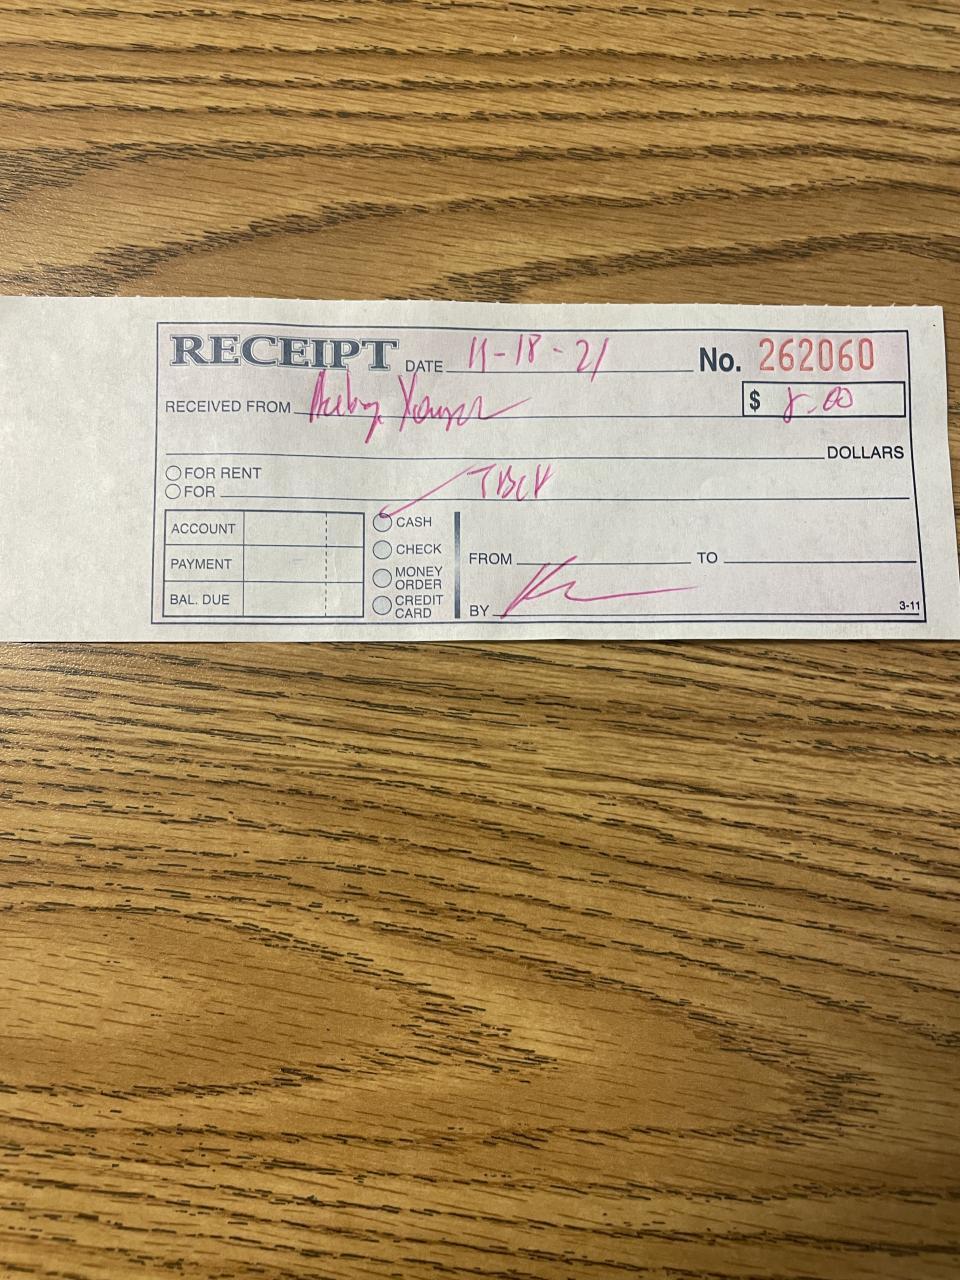 RECEIPT DATE 11-18-21 No. 262060
RECEIVED FROM $ 8.00
DOLLARS
FOR RENT
FOR
ACCOUNT
PAYMENT
BAL. DUE
CASH
CHECK
MONEY ORDER
CREDIT CARD
FROM TO
BY
3-11